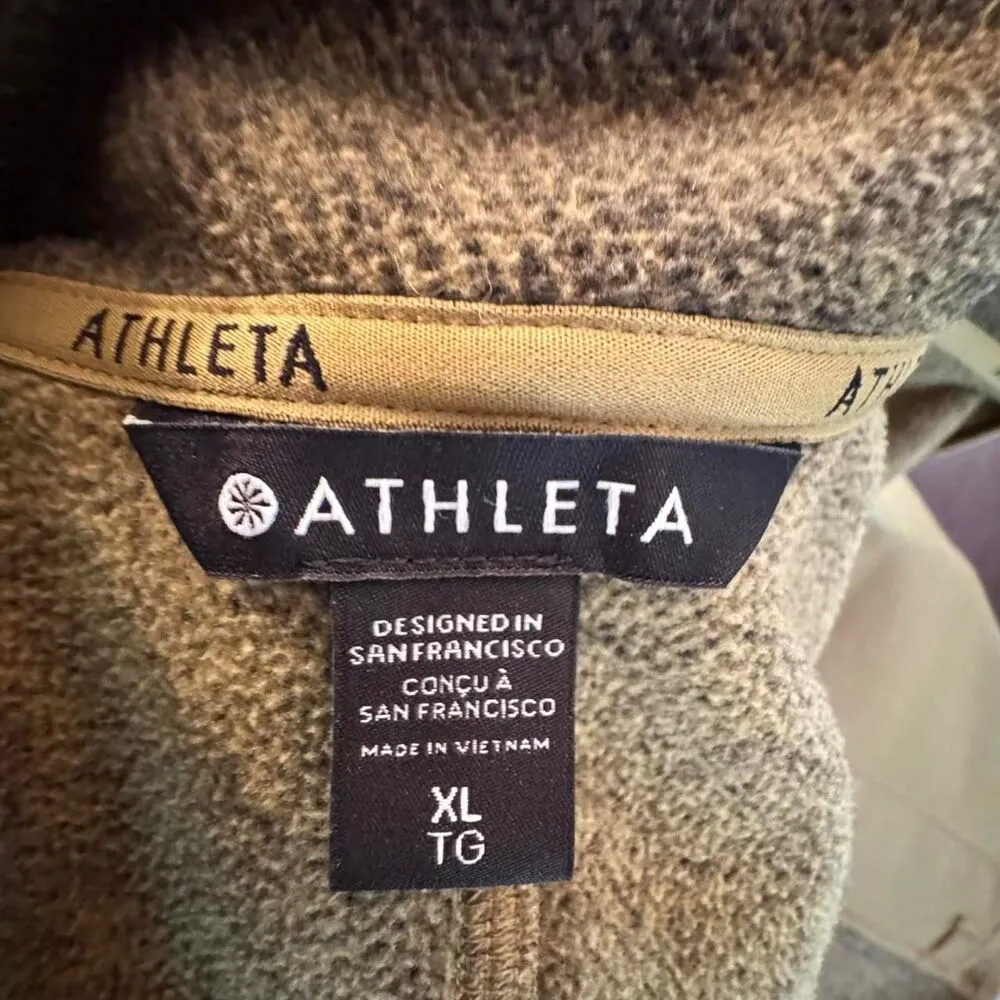 ATHLETA
ATHLETA
DESIGNED IN
SAN FRANCISCO
CONÇU À
SAN FRANCISCO
MADE IN VIETNAM
XL
TG